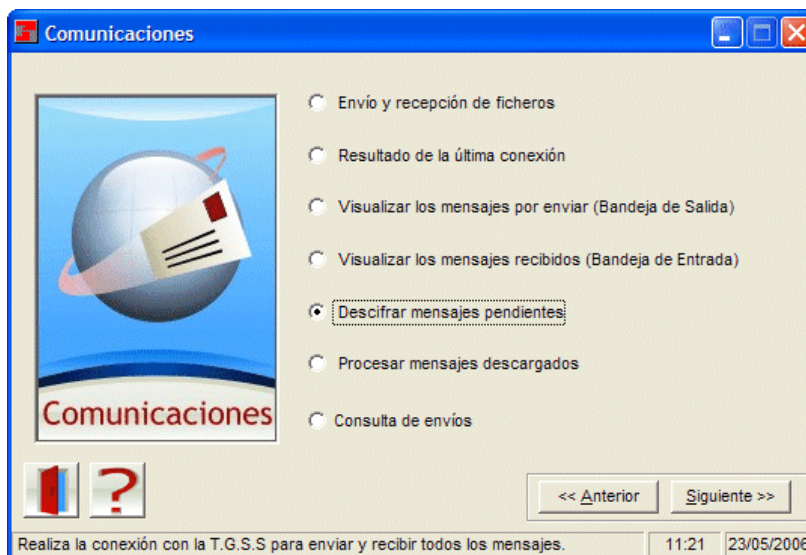 Comunicaciones
Envío y recepción de ficheros
Resultado de la última conexión
Visualizar los mensajes por enviar (Bandeja de Salida)
Visualizar los mensajes recibidos (Bandeja de Entrada)
Descifrar mensajes pendientes
Procesar mensajes descargados
Consulta de envíos
Comunicaciones
<< Anterior
Siguiente >>
Realiza la conexión con la T.G.S.S para enviar y recibir todos los mensajes.
11:21
23/05/2006